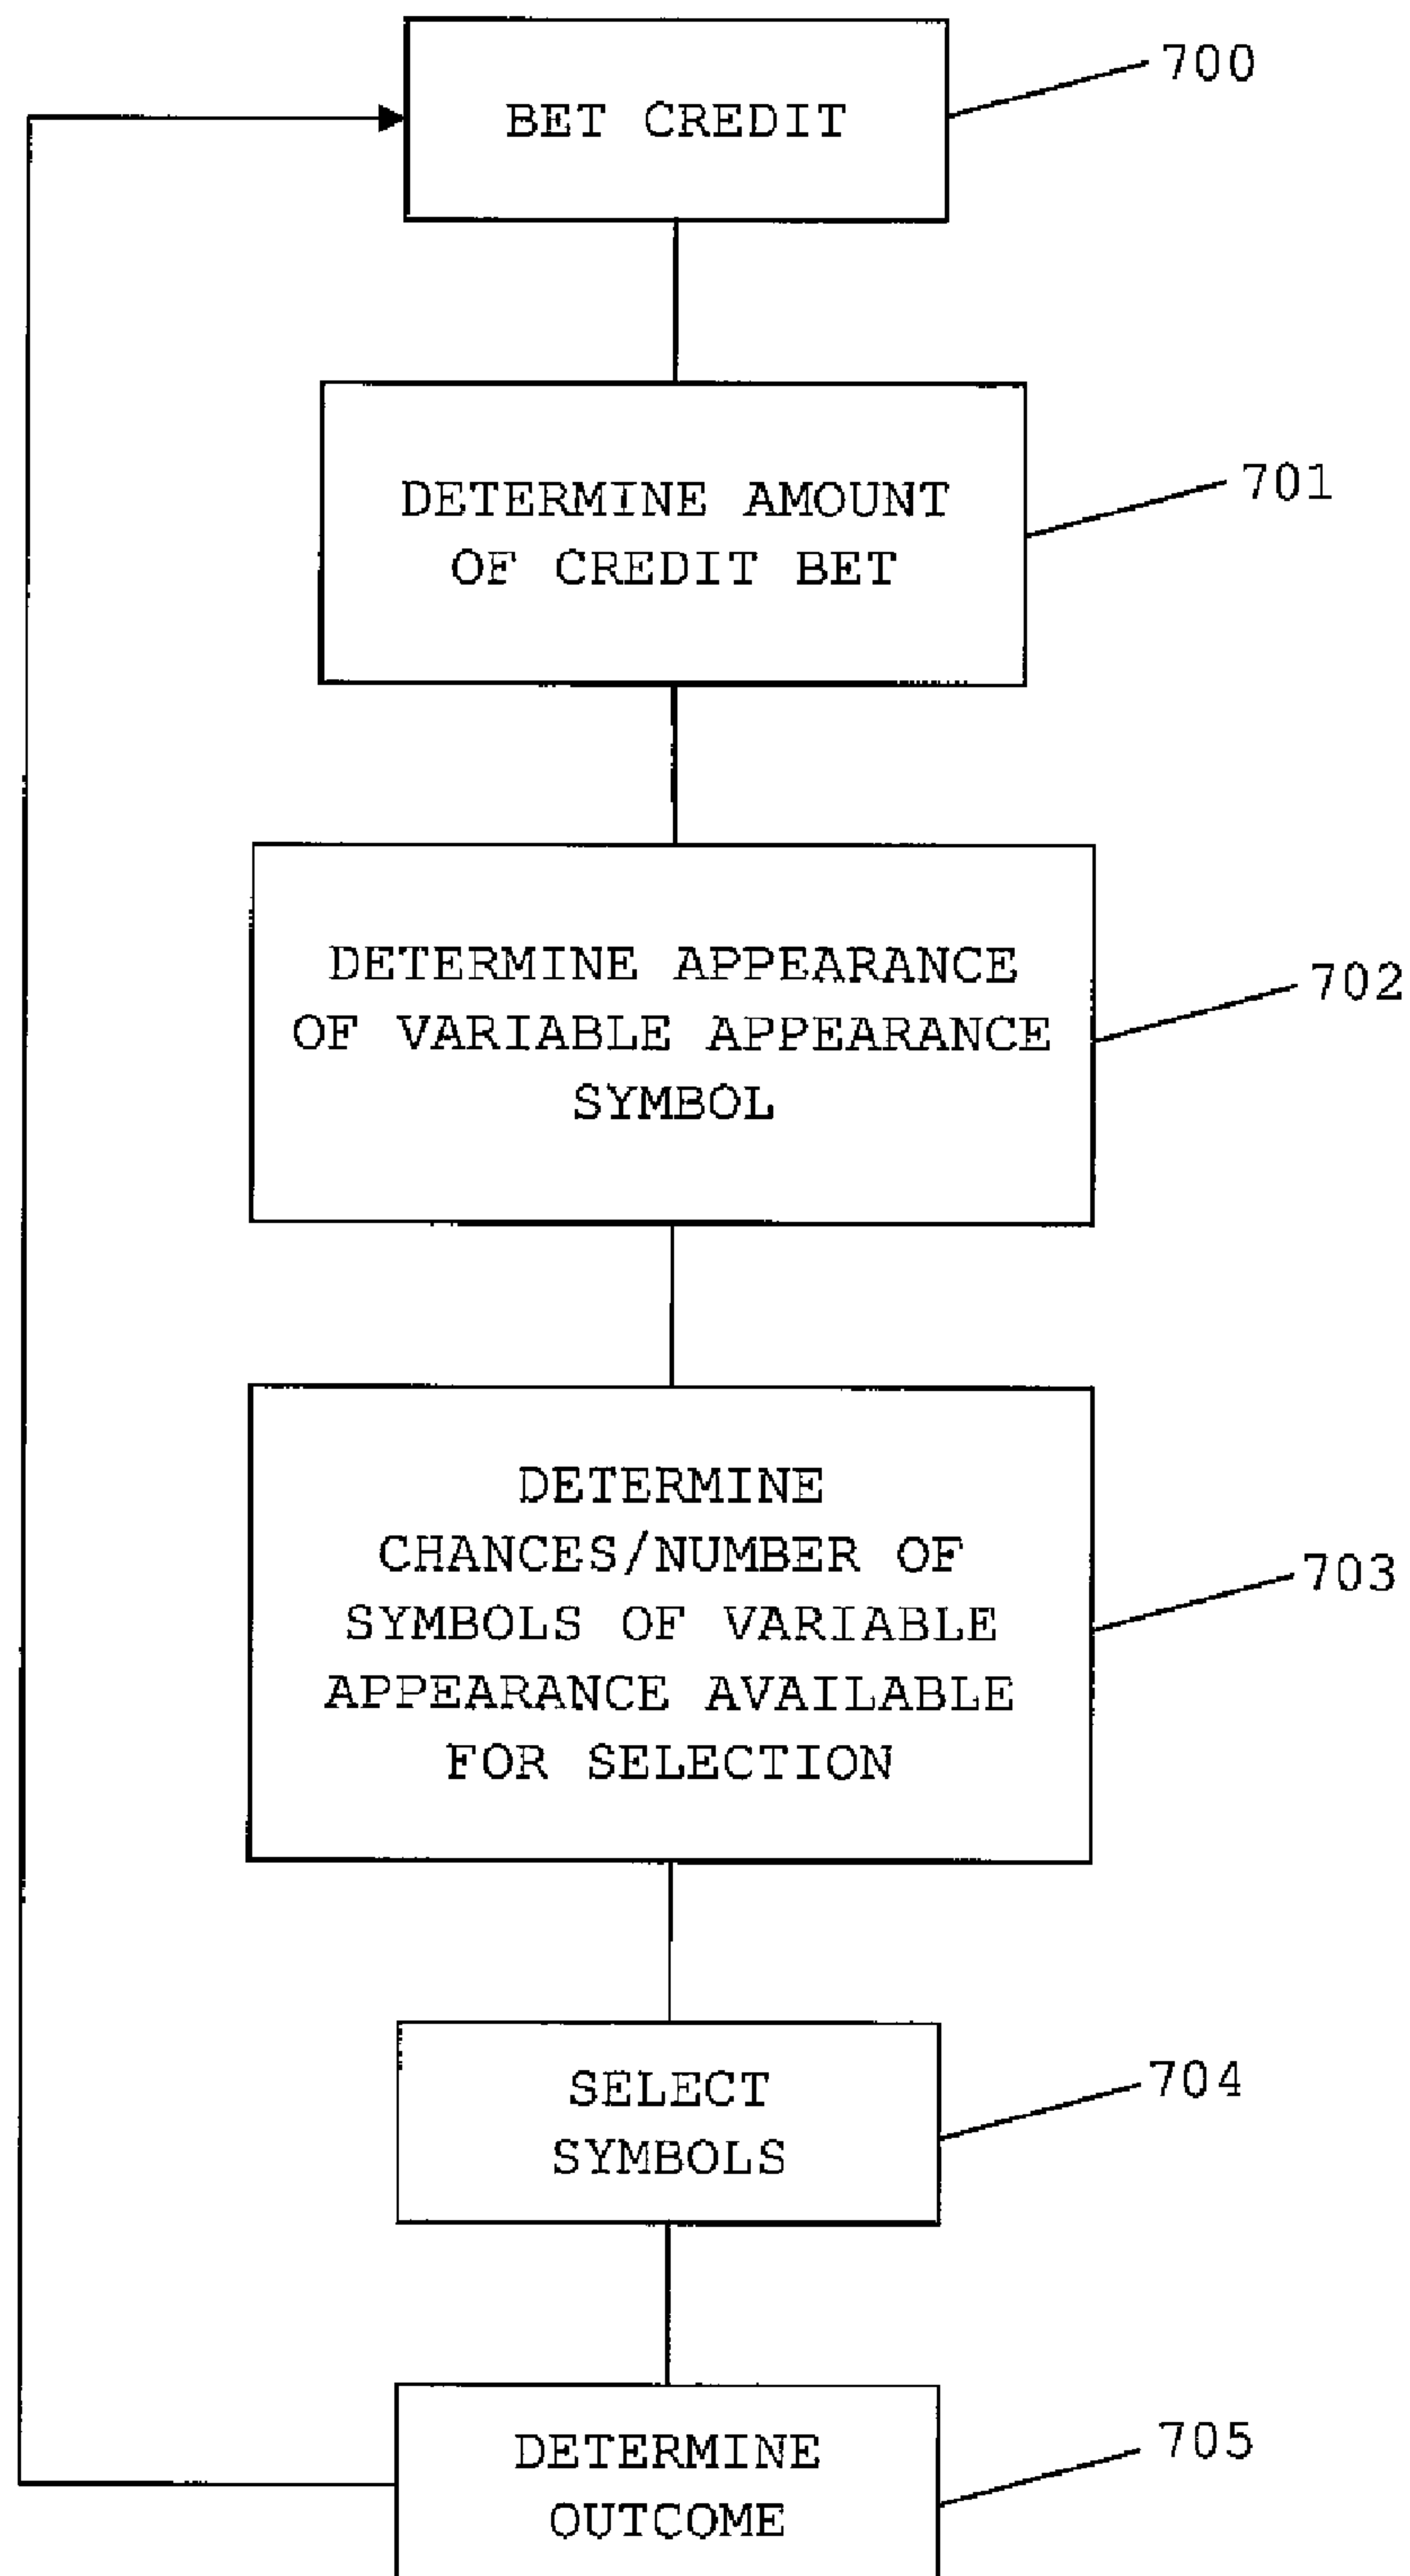 BET CREDIT
700
DETERMINE AMOUNT
OF CREDIT BET
701
DETERMINE APPEARANCE
OF VARIABLE APPEARANCE
SYMBOL
702
DETERMINE
CHANCES/NUMBER OF
SYMBOLS OF VARIABLE
APPEARANCE AVAILABLE
FOR SELECTION
703
SELECT
SYMBOLS
704
DETERMINE
OUTCOME
705